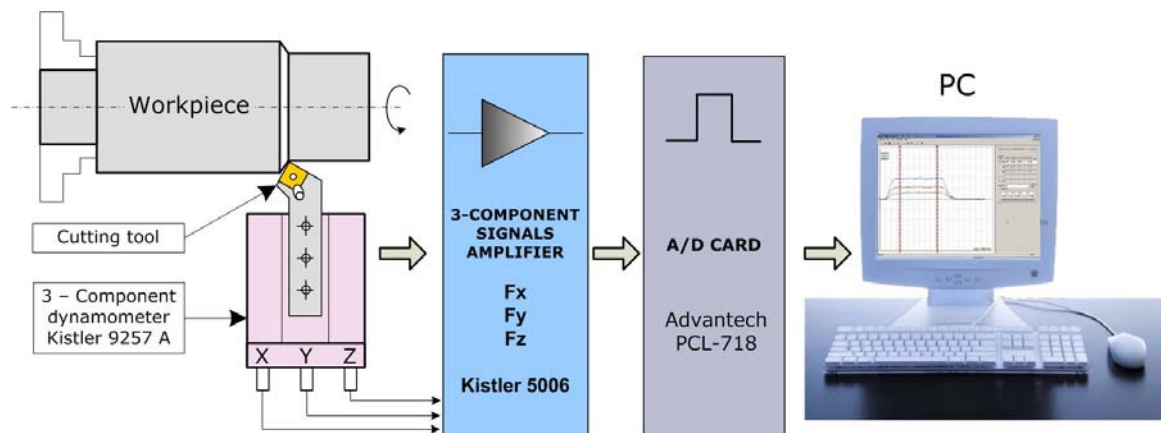 Workpiece
Cutting tool
3 – Component
dynamometer
Kistler 9257 A
X Y Z
3-COMPONENT
SIGNALS
AMPLIFIER
Fx
Fy
Fz
Kistler 5006
A/D CARD
Advantech
PCL-718
PC